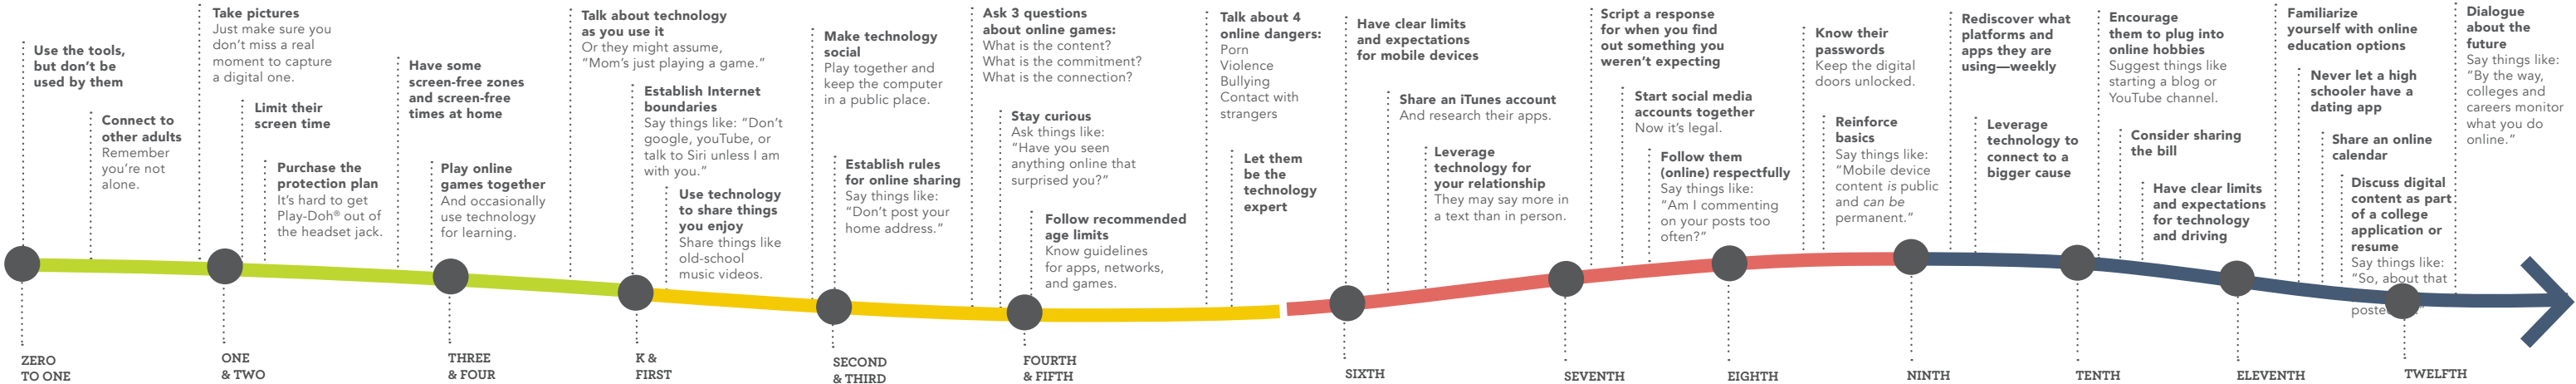 Use the tools,
but don't be
used by them
Connect to
other adults
Remember
you're not
alone.
Take pictures
Just make sure you
don't miss a real
moment to capture
a digital one.
Limit their
screen time
Purchase the
protection plan
It's hard to get
Play-Doh® out of
the headset jack.
Have some
screen-free zones
and screen-free
times at home
Play online
games together
And occasionally
use technology
for learning.
Talk about technology
as you use it
Or they might assume,
“Mom's just playing a game.”
Establish Internet
boundaries
Say things like: “Don't
google, youTube, or
talk to Siri unless I am
with you.”
Use technology
to share things
you enjoy
Share things like
old-school
music videos.
Make technology
social
Play together and
keep the computer
in a public place.
Establish rules
for online sharing
Say things like:
“Don't post your
home address.”
Ask 3 questions
about online games:
What is the content?
What is the commitment?
What is the connection?
Stay curious
Ask things like:
“Have you seen
anything online that
surprised you?”
Follow recommended
age limits
Know guidelines
for apps, networks,
and games.
Talk about 4
online dangers:
Porn
Violence
Bullying
Contact with
strangers
Let them
be the
technology
expert
Have clear limits
and expectations
for mobile devices
Share an iTunes account
And research their apps.
Leverage
technology for
your relationship
They may say more in
a text than in person.
Script a response
for when you find
out something you
weren't expecting
Start social media
accounts together
Now it's legal.
Follow them
(online) respectfully
Say things like:
“Am I commenting
on your posts too
often?”
Know their
passwords
Keep the digital
doors unlocked.
Reinforce
basics
Say things like:
“Mobile device
content is public
and can be
permanent.”
Rediscover what
platforms and
apps they are
using—weekly
Leverage
technology to
connect to a
bigger cause
Encourage
them to plug into
online hobbies
Suggest things like
starting a blog or
YouTube channel.
Consider sharing
the bill
Have clear limits
and expectations
for technology
and driving
Familiarize
yourself with online
education options
Never let a high
schooler have a
dating app
Share an online
calendar
Discuss digital
content as part
of a college
application or
resume
Say things like:
“So, about that
Dialogue
about the
future
Say things like:
“By the way,
colleges and
careers monitor
what you do
online.”
ZERO
TO ONE
ONE
& TWO
THREE
& FOUR
K &
FIRST
SECOND
& THIRD
FOURTH
& FIFTH
SIXTH
SEVENTH
EIGHTH
NINTH
TENTH
ELEVENTH
TWELFTH